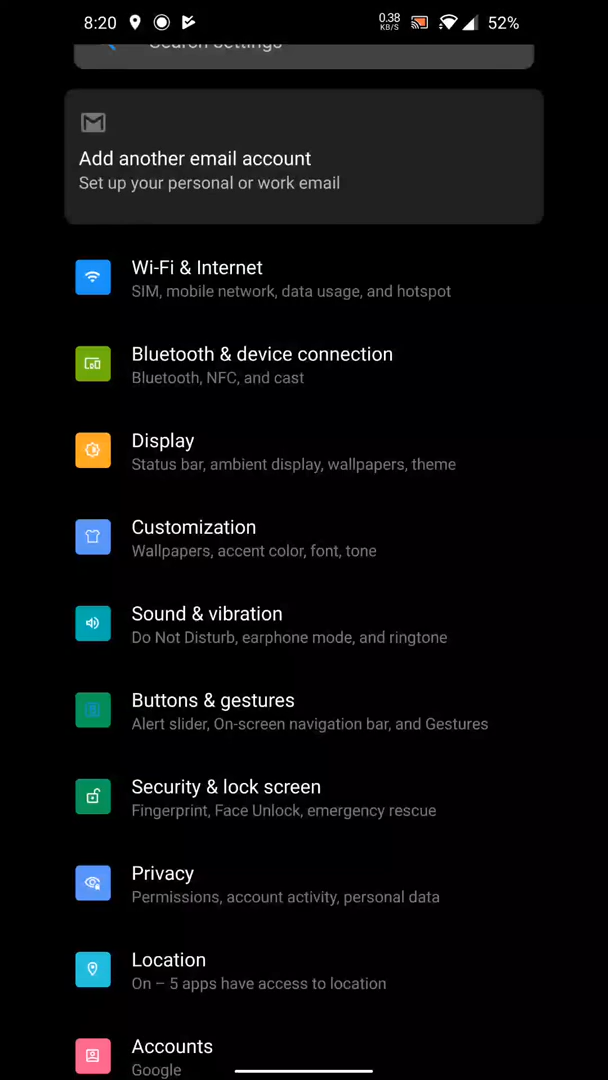 8:20 0.38 KB/S 52%
Search settings
Add another email account
Set up your personal or work email
Wi-Fi & Internet
SIM, mobile network, data usage, and hotspot
Bluetooth & device connection
Bluetooth, NFC, and cast
Display
Status bar, ambient display, wallpapers, theme
Customization
Wallpapers, accent color, font, tone
Sound & vibration
Do Not Disturb, earphone mode, and ringtone
Buttons & gestures
Alert slider, On-screen navigation bar, and Gestures
Security & lock screen
Fingerprint, Face Unlock, emergency rescue
Privacy
Permissions, account activity, personal data
Location
On – 5 apps have access to location
Accounts
Google